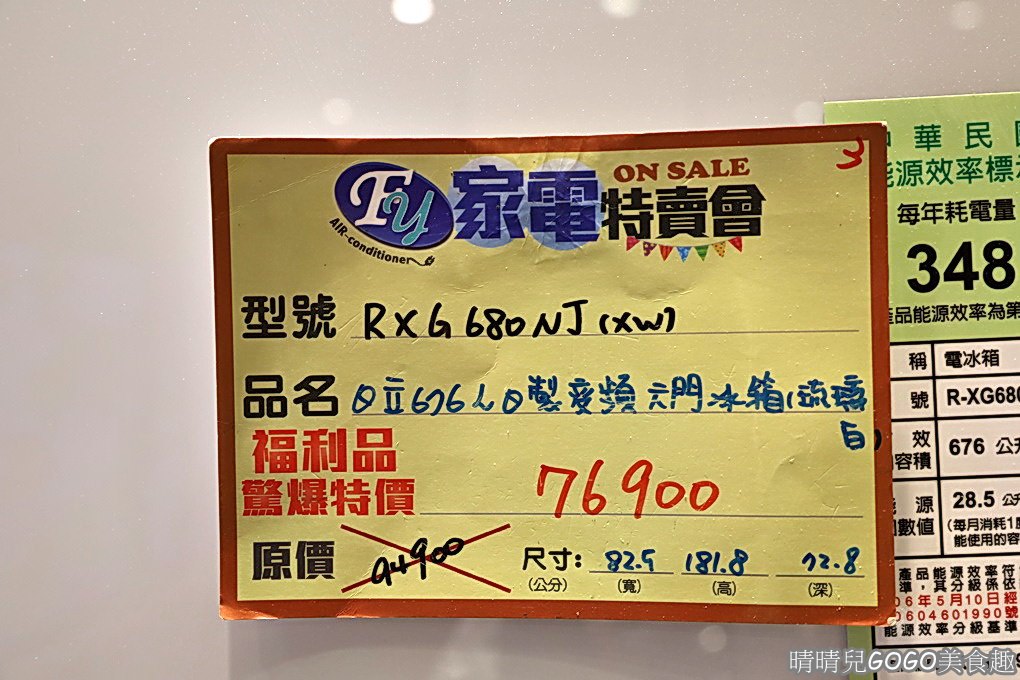 3
ON SALE
FY 家電特賣會
AIR-conditioner
型號 RXG680NJ(XW)
品名 日立676L日製變頻六門冰箱(琉璃
白)
福利品
驚爆特價 76900
原價 94900
尺寸: 82.5 181.8 72.8
(公分) (寬) (高) (深)
中華民國
能源效率標示
每年耗電量
348
產品能源效率為第
稱 電冰箱
號 R-XG680
效 676 公升
容積
源 28.5 公升
數值 (每月消耗1度
能使用的容
產品能源效率符
準，其分級係依
06年5月10日經
0604601990號
能源效率分級基準
晴晴兒GOGO美食趣